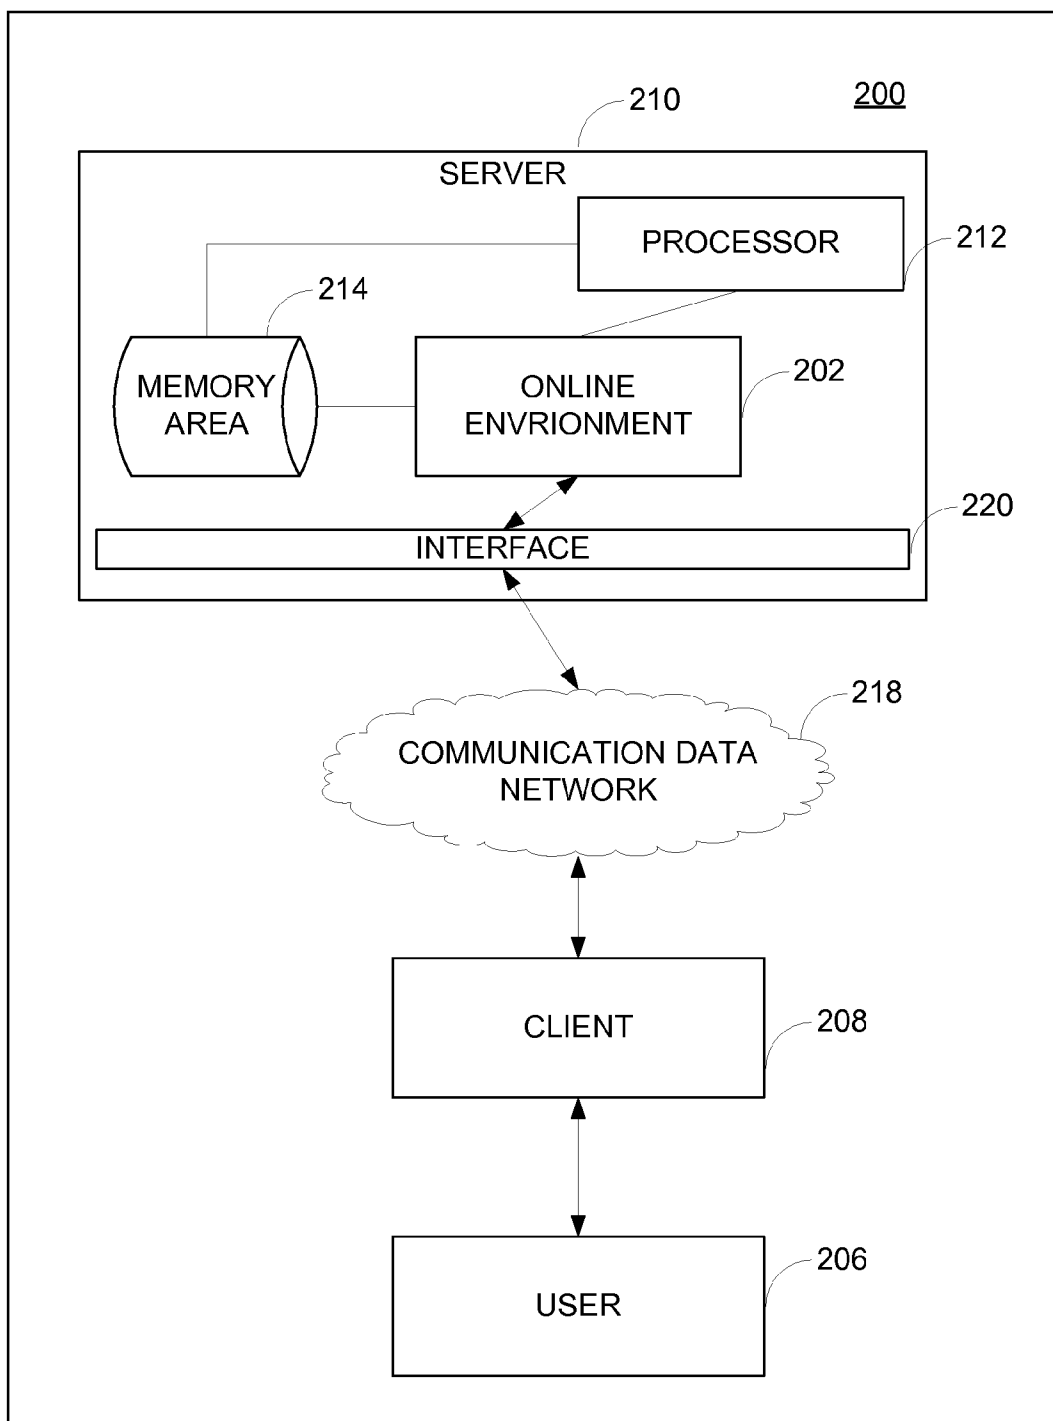 200
210
SERVER
PROCESSOR
212
214
MEMORY
AREA
ONLINE
ENVRIONMENT
202
220
INTERFACE
218
COMMUNICATION DATA
NETWORK
CLIENT
208
206
USER